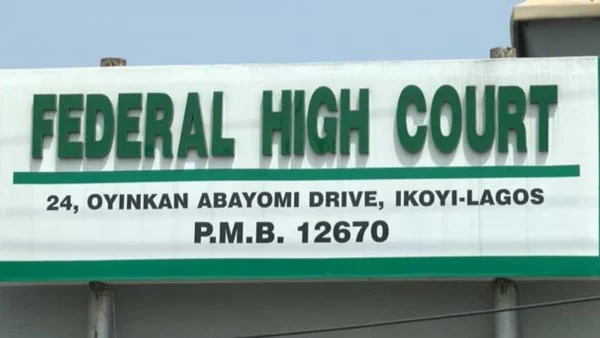 FEDERAL HIGH COURT
24, OYINKAN ABAYOMI DRIVE, IKOYI-LAGOS
P.M.B. 12670